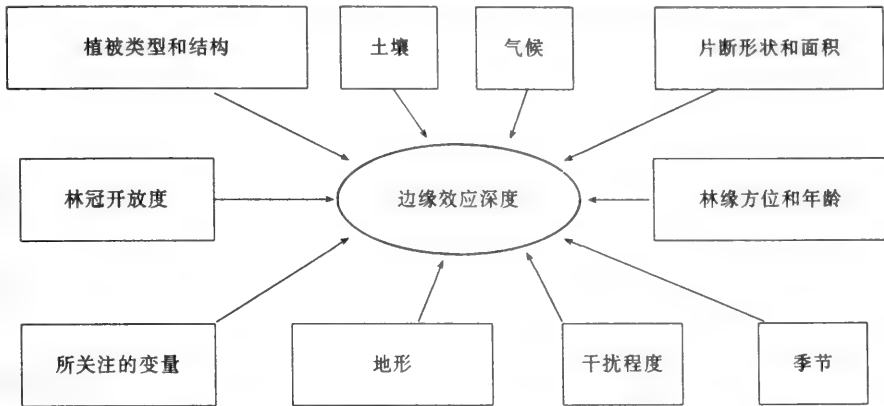 植被类型和结构
土壤
气候
片断形状和面积
林冠开放度
边缘效应深度
林缘方位和年龄
所关注的变量
地形
干扰程度
季节